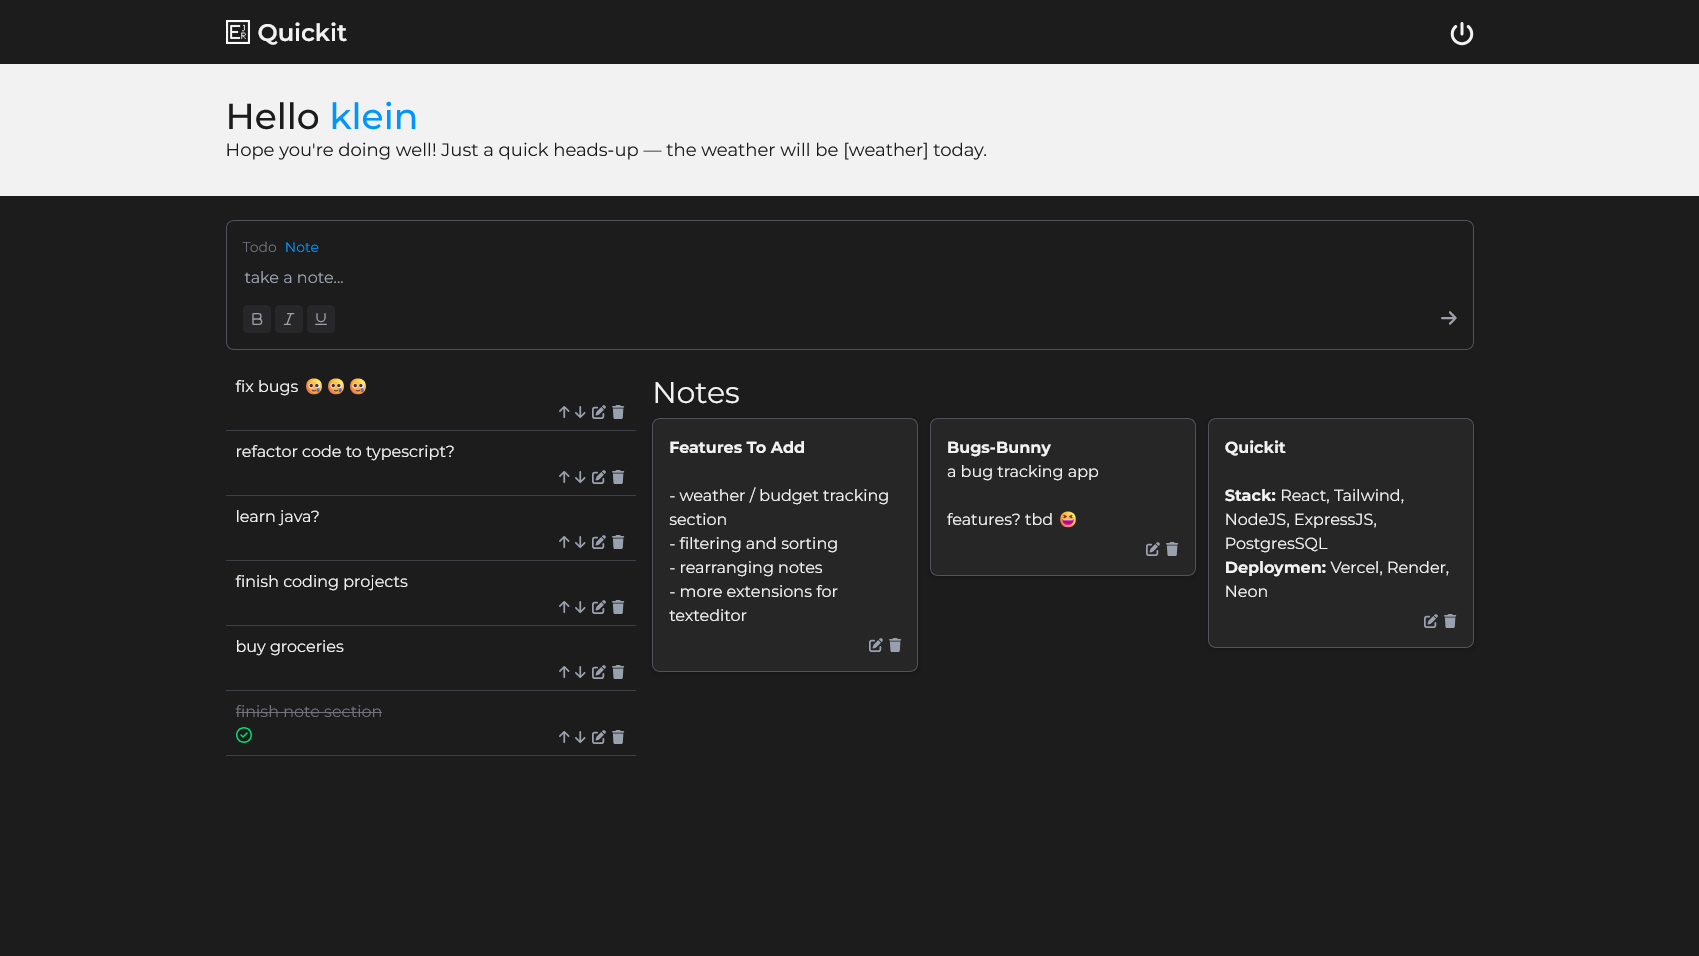 EJR Quickit
Hello klein
Hope you're doing well! Just a quick heads-up — the weather will be [weather] today.
Todo Note
take a note...
B I U
fix bugs 🤪🤪🤪
refactor code to typescript?
learn java?
finish coding projects
buy groceries
finish note section
Notes
Features To Add
- weather / budget tracking
section
- filtering and sorting
- rearranging notes
- more extensions for
texteditor
Bugs-Bunny
a bug tracking app
features? tbd 😆
Quickit
Stack: React, Tailwind,
NodeJS, ExpressJS,
PostgresSQL
Deploymen: Vercel, Render,
Neon